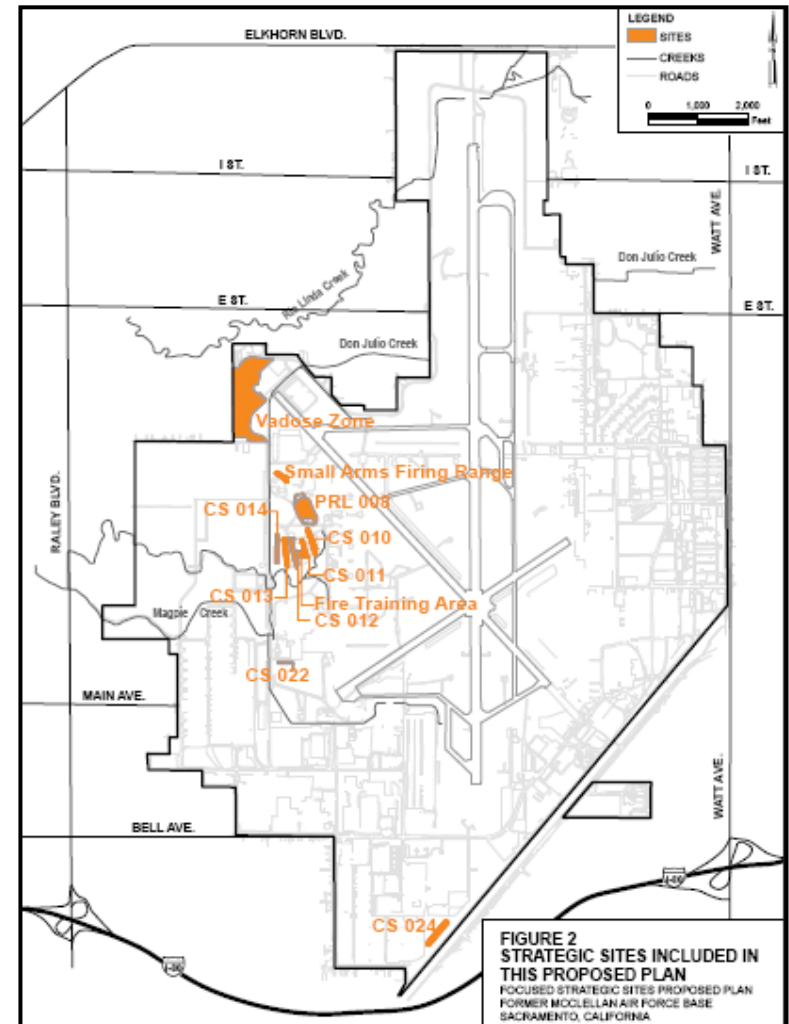 LEGEND
SITES
CREEKS
ROADS
0 1,000 2,000
Feet
ELKHORN BLVD.
I ST.
I ST.
WATT AVE.
Don Julio Creek
Rio Linda Creek
E ST.
E ST.
Don Julio Creek
Vadose Zone
RALEY BLVD.
Small Arms Firing Range
CS 014
PRL 008
CS 010
CS 011
CS 013
Fire Training Area
CS 012
Magpie Creek
CS 022
MAIN AVE.
WATT AVE.
BELL AVE.
I-80
CS 024
I-80
FIGURE 2
STRATEGIC SITES INCLUDED IN
THIS PROPOSED PLAN
FOCUSED STRATEGIC SITES PROPOSED PLAN
FORMER MCCLELLAN AIR FORCE BASE
SACRAMENTO, CALIFORNIA